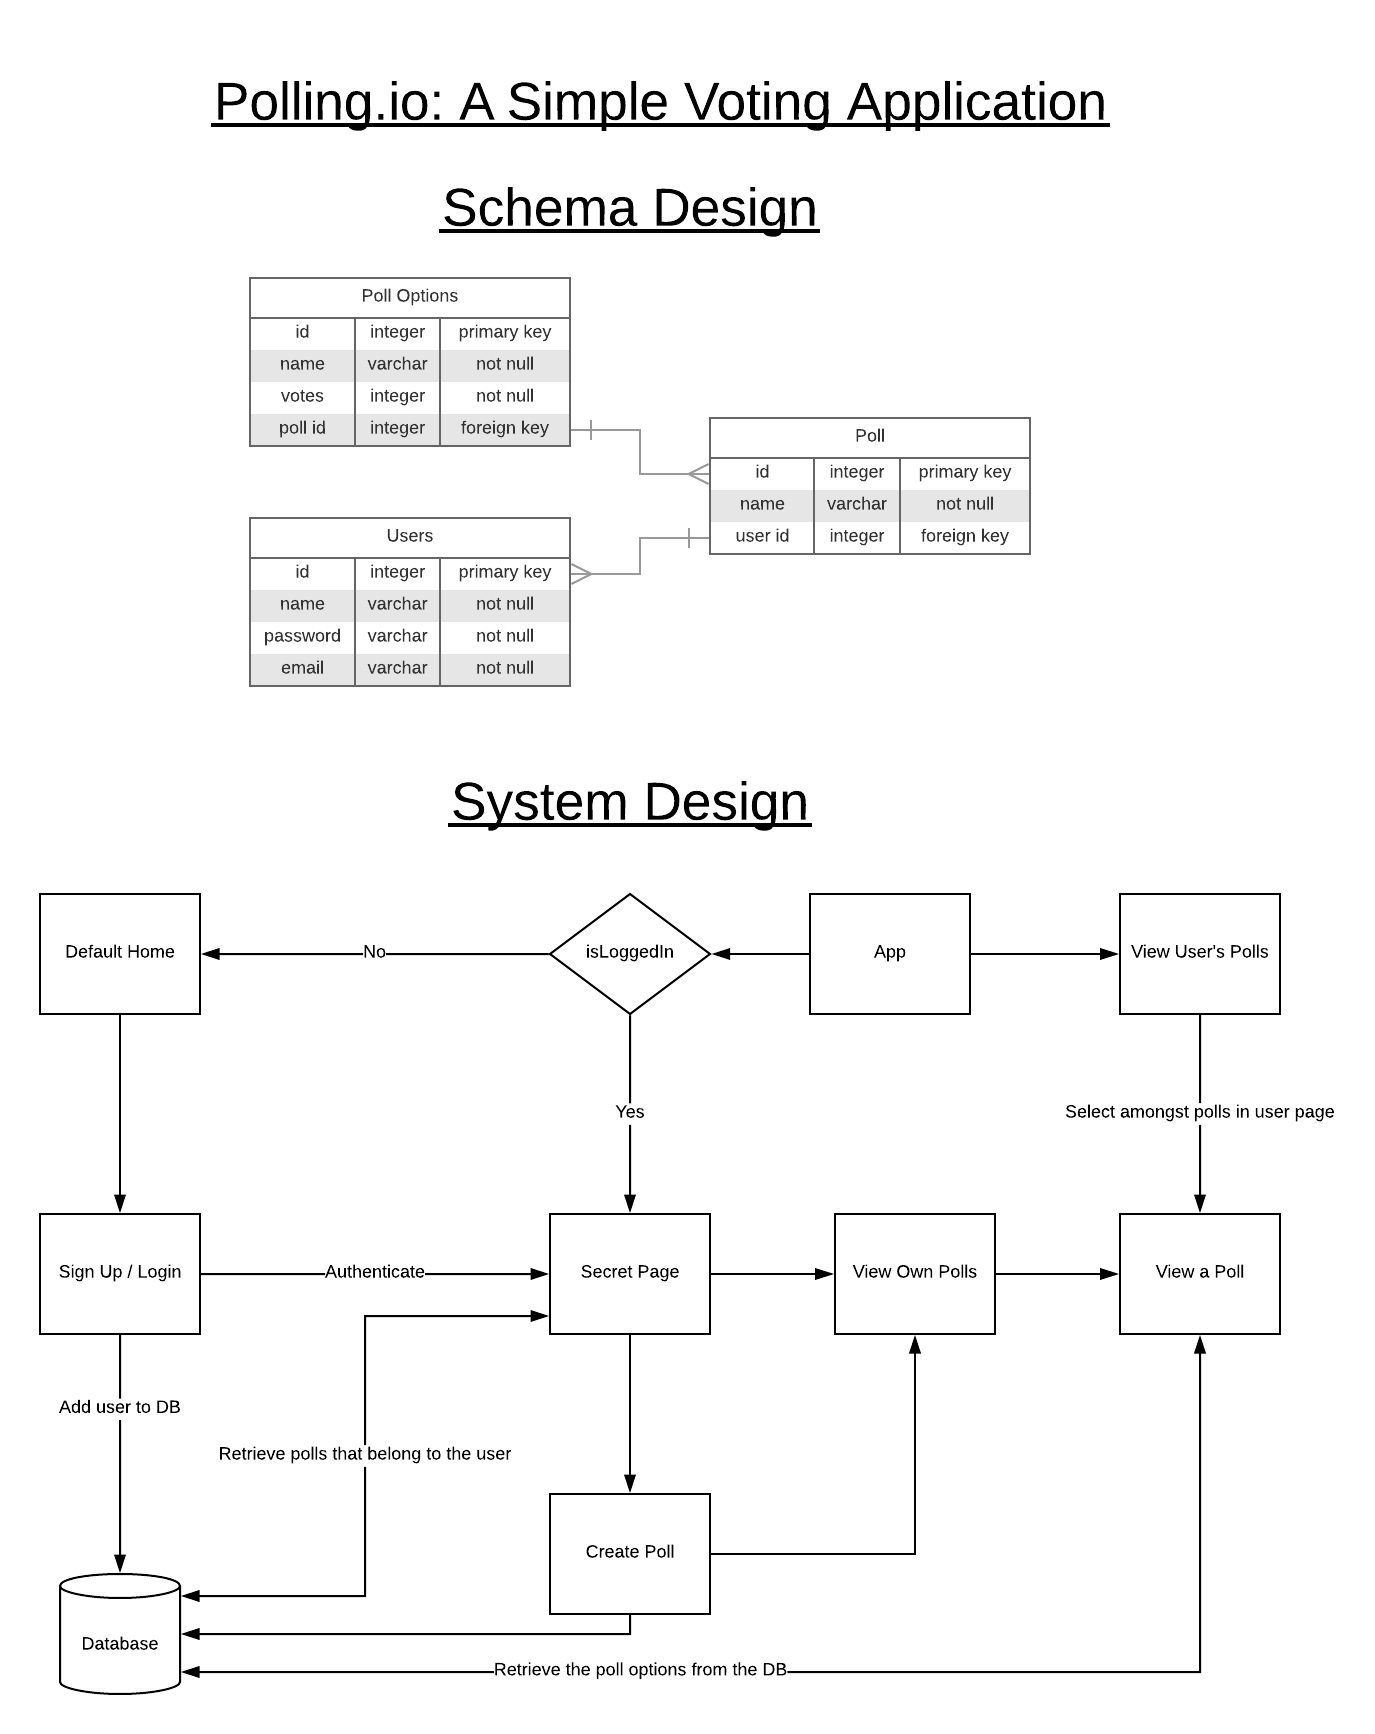 Polling.io: A Simple Voting Application
Schema Design
Poll Options
id integer primary key
name varchar not null
votes integer not null
poll id integer foreign key
Poll
id integer primary key
name varchar not null
user id integer foreign key
Users
id integer primary key
name varchar not null
password varchar not null
email varchar not null
System Design
Default Home
No
isLoggedIn
App
View User's Polls
Yes
Select amongst polls in user page
Sign Up / Login
Authenticate
Secret Page
View Own Polls
View a Poll
Add user to DB
Retrieve polls that belong to the user
Create Poll
Database
Retrieve the poll options from the DB